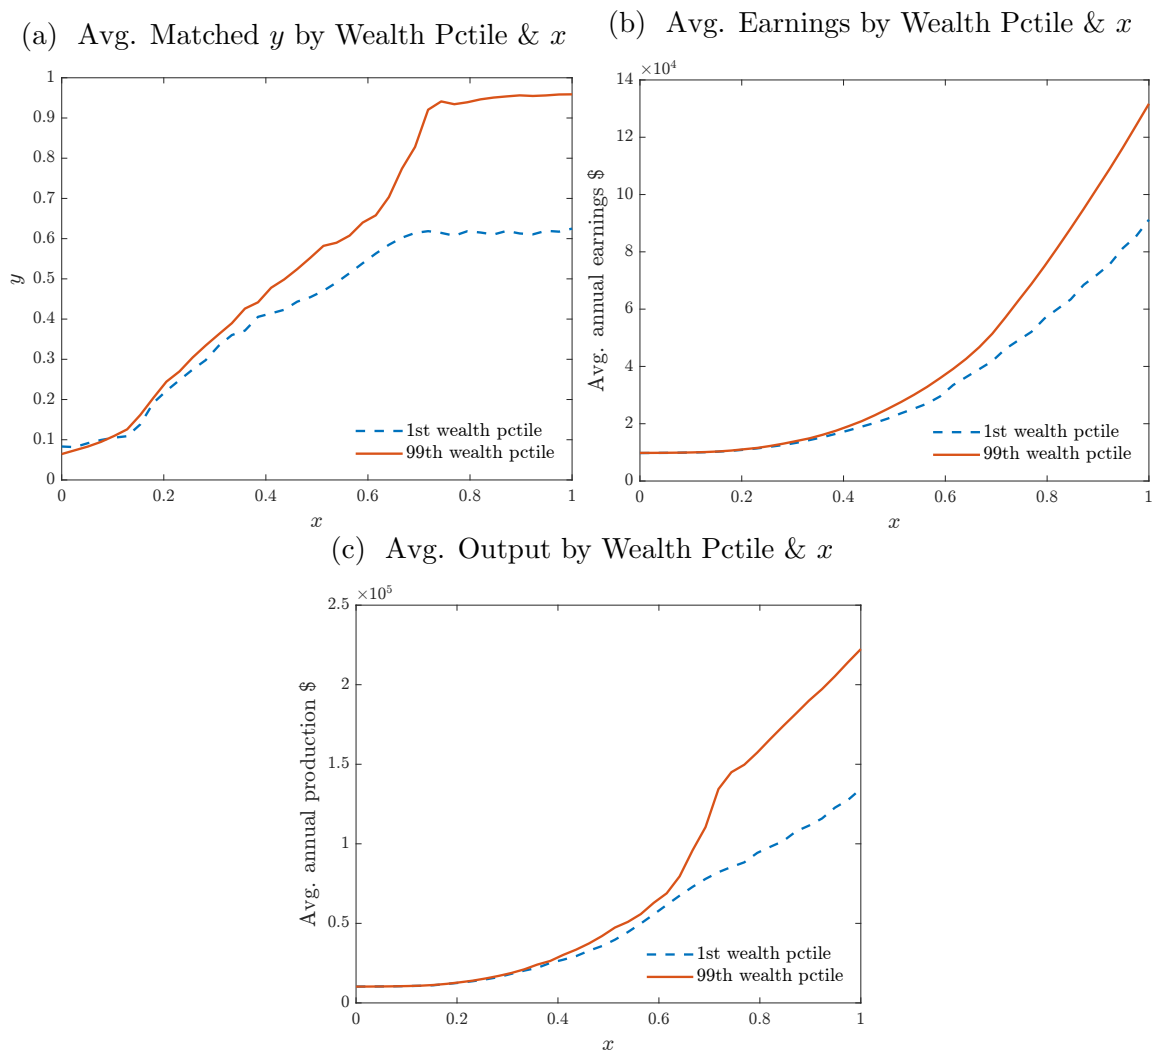 (a) Avg. Matched y by Wealth Pctile & x
1
0.9
0.8
0.7
0.6
0.5
0.4
0.3
0.2
0.1
0
y
0 0.2 0.4 0.6 0.8 1
x
1st wealth pctile
99th wealth pctile
(b) Avg. Earnings by Wealth Pctile & x
×10⁴
14
12
10
8
6
4
2
0
Avg. annual earnings $
0 0.2 0.4 0.6 0.8 1
x
1st wealth pctile
99th wealth pctile
(c) Avg. Output by Wealth Pctile & x
×10⁵
2.5
2
1.5
1
0.5
0
Avg. annual production $
0 0.2 0.4 0.6 0.8 1
x
1st wealth pctile
99th wealth pctile